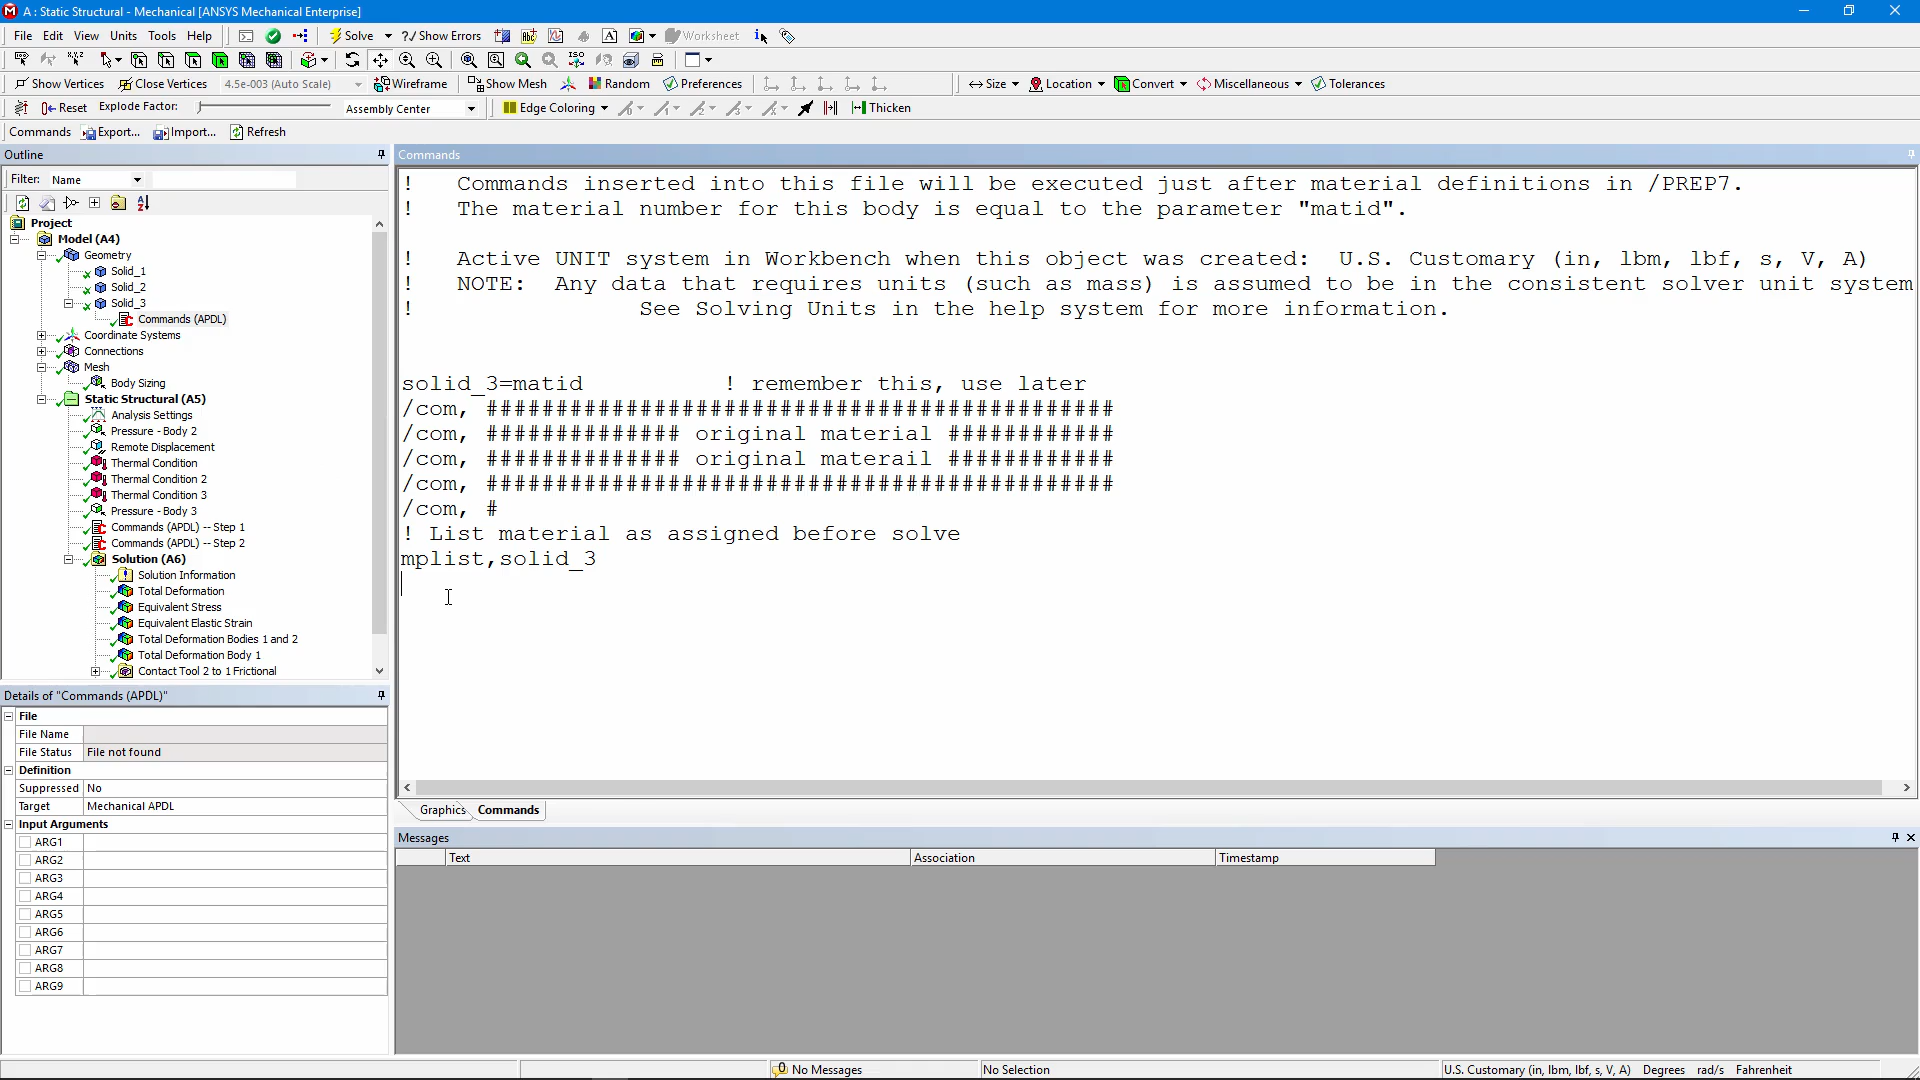 A : Static Structural - Mechanical [ANSYS Mechanical Enterprise]
File Edit View Units Tools Help Solve ?/ Show Errors Worksheet
Show Vertices Close Vertices 4.5e-003 (Auto Scale) Wireframe Show Mesh Random Preferences Size Location Convert Miscellaneous Tolerances
Reset Explode Factor: Assembly Center Edge Coloring Thicken
Commands Export... Import... Refresh
Outline
Filter: Name
Project
Model (A4)
Geometry
Solid_1
Solid_2
Solid_3
Commands (APDL)
Coordinate Systems
Connections
Mesh
Body Sizing
Static Structural (A5)
Analysis Settings
Pressure - Body 2
Remote Displacement
Thermal Condition
Thermal Condition 2
Thermal Condition 3
Pressure - Body 3
Commands (APDL) -- Step 1
Commands (APDL) -- Step 2
Solution (A6)
Solution Information
Total Deformation
Equivalent Stress
Equivalent Elastic Strain
Total Deformation Bodies 1 and 2
Total Deformation Body 1
Contact Tool 2 to 1 Frictional
Details of "Commands (APDL)"
File
File Name
File Status File not found
Definition
Suppressed No
Target Mechanical APDL
Input Arguments
ARG1
ARG2
ARG3
ARG4
ARG5
ARG6
ARG7
ARG8
ARG9
Commands
! Commands inserted into this file will be executed just after material definitions in /PREP7.
! The material number for this body is equal to the parameter "matid".
! Active UNIT system in Workbench when this object was created: U.S. Customary (in, lbm, lbf, s, V, A)
! NOTE: Any data that requires units (such as mass) is assumed to be in the consistent solver unit system
! See Solving Units in the help system for more information.
solid_3=matid ! remember this, use later
/com, #############################################
/com, ############## original material ############
/com, ############## original materail ############
/com, #############################################
/com, #
! List material as assigned before solve
mplist,solid_3
Graphics Commands
Messages
Text Association Timestamp
0 No Messages No Selection U.S. Customary (in, lbm, lbf, s, V, A) Degrees rad/s Fahrenheit